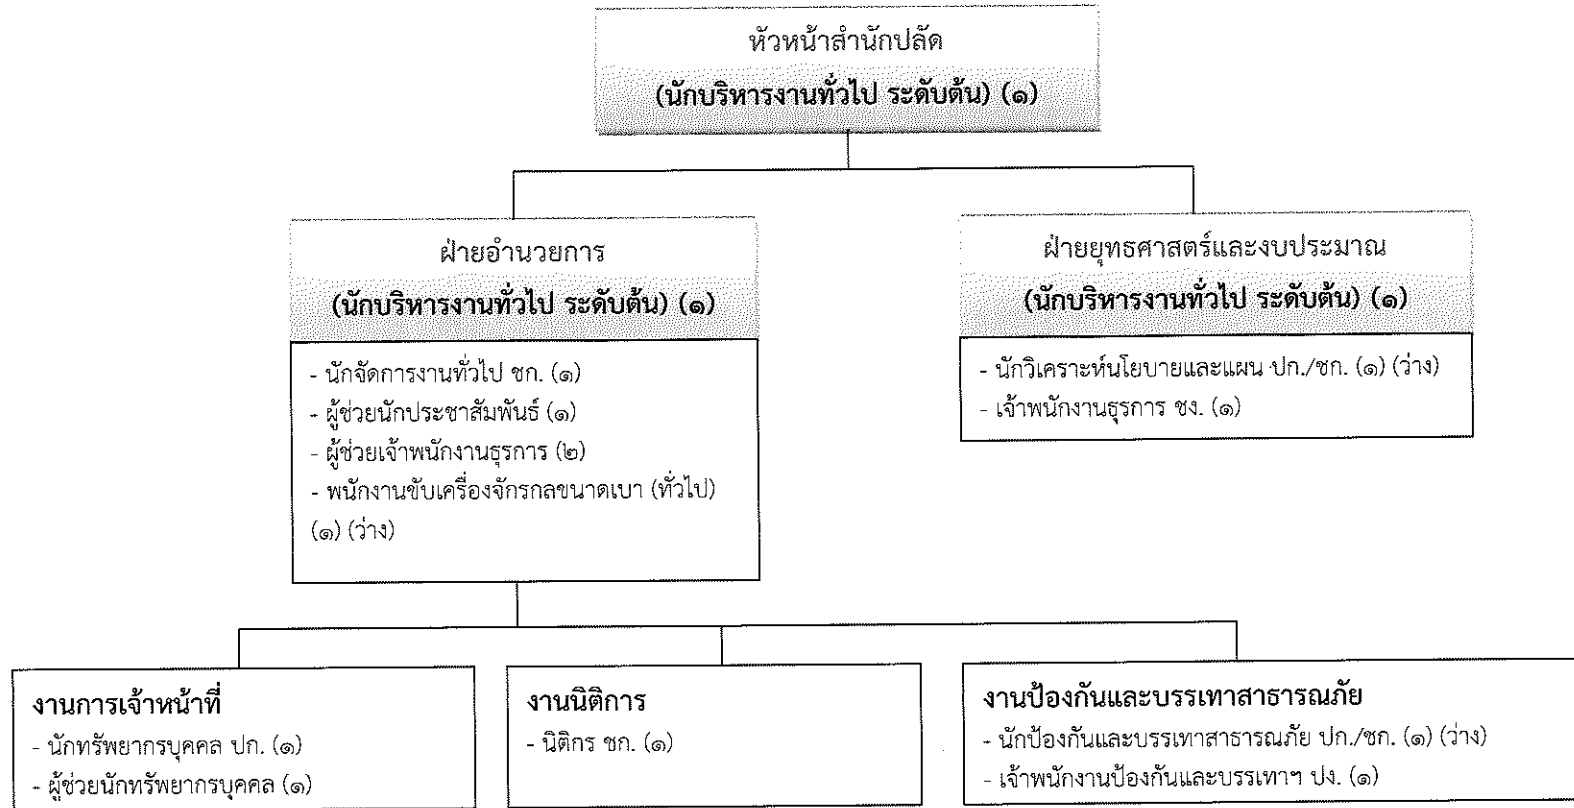 หัวหน้าสำนักปลัด
(นักบริหารงานทั่วไป ระดับต้น) (๑)
ฝ่ายอำนวยการ
(นักบริหารงานทั่วไป ระดับต้น) (๑)
- นักจัดการงานทั่วไป ชก. (๑)
- ผู้ช่วยนักประชาสัมพันธ์ (๑)
- ผู้ช่วยเจ้าพนักงานธุรการ (๒)
- พนักงานขับเครื่องจักรกลขนาดเบา (ทั่วไป)
(๑) (ว่าง)
ฝ่ายยุทธศาสตร์และงบประมาณ
(นักบริหารงานทั่วไป ระดับต้น) (๑)
- นักวิเคราะห์นโยบายและแผน ปก./ชก. (๑) (ว่าง)
- เจ้าพนักงานธุรการ ชง. (๑)
งานการเจ้าหน้าที่
- นักทรัพยากรบุคคล ปก. (๑)
- ผู้ช่วยนักทรัพยากรบุคคล (๑)
งานนิติการ
- นิติกร ชก. (๑)
งานป้องกันและบรรเทาสาธารณภัย
- นักป้องกันและบรรเทาสาธารณภัย ปก./ชก. (๑) (ว่าง)
- เจ้าพนักงานป้องกันและบรรเทาฯ ปง. (๑)